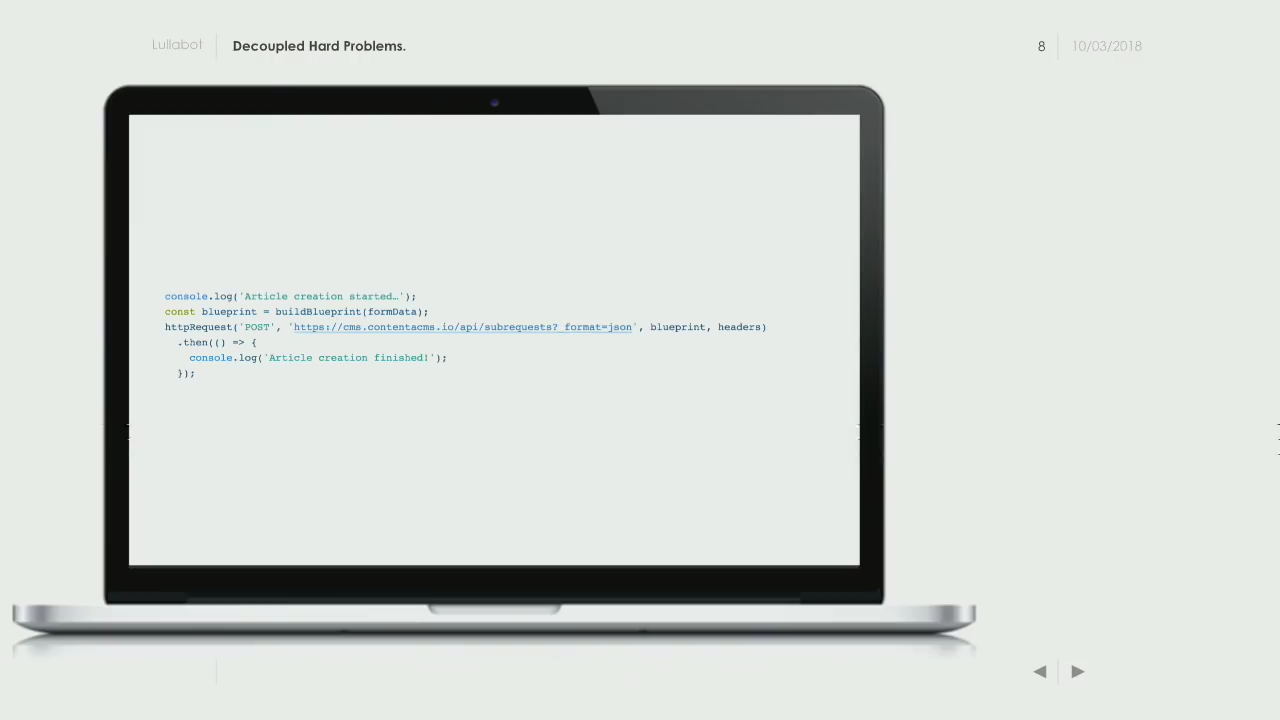 Lullabot
Decoupled Hard Problems.
8
10/03/2018
console.log('Article creation started…');
const blueprint = buildBlueprint(formData);
httpRequest('POST', 'https://cms.contentacms.io/api/subrequests?_format=json', blueprint, headers)
  .then(() => {
    console.log('Article creation finished!');
  });